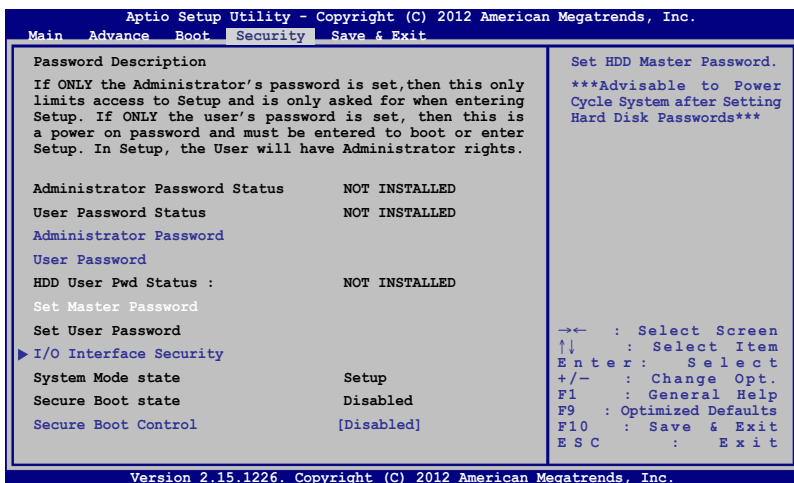 Aptio Setup Utility - Copyright (C) 2012 American Megatrends, Inc.
Main Advance Boot Security Save & Exit
Password Description
If ONLY the Administrator's password is set,then this only
limits access to Setup and is only asked for when entering
Setup. If ONLY the user's password is set, then this is
a power on password and must be entered to boot or enter
Setup. In Setup, the User will have Administrator rights.
Administrator Password Status NOT INSTALLED
User Password Status NOT INSTALLED
Administrator Password
User Password
HDD User Pwd Status : NOT INSTALLED
Set Master Password
Set User Password
I/O Interface Security
System Mode state Setup
Secure Boot state Disabled
Secure Boot Control [Disabled]
Set HDD Master Password.
***Advisable to Power
Cycle System after Setting
Hard Disk Passwords***
→← : Select Screen
↑↓ : Select Item
Enter: Select
+/— : Change Opt.
F1 : General Help
F9 : Optimized Defaults
F10 : Save & Exit
ESC : Exit
Version 2.15.1226. Copyright (C) 2012 American Megatrends, Inc.